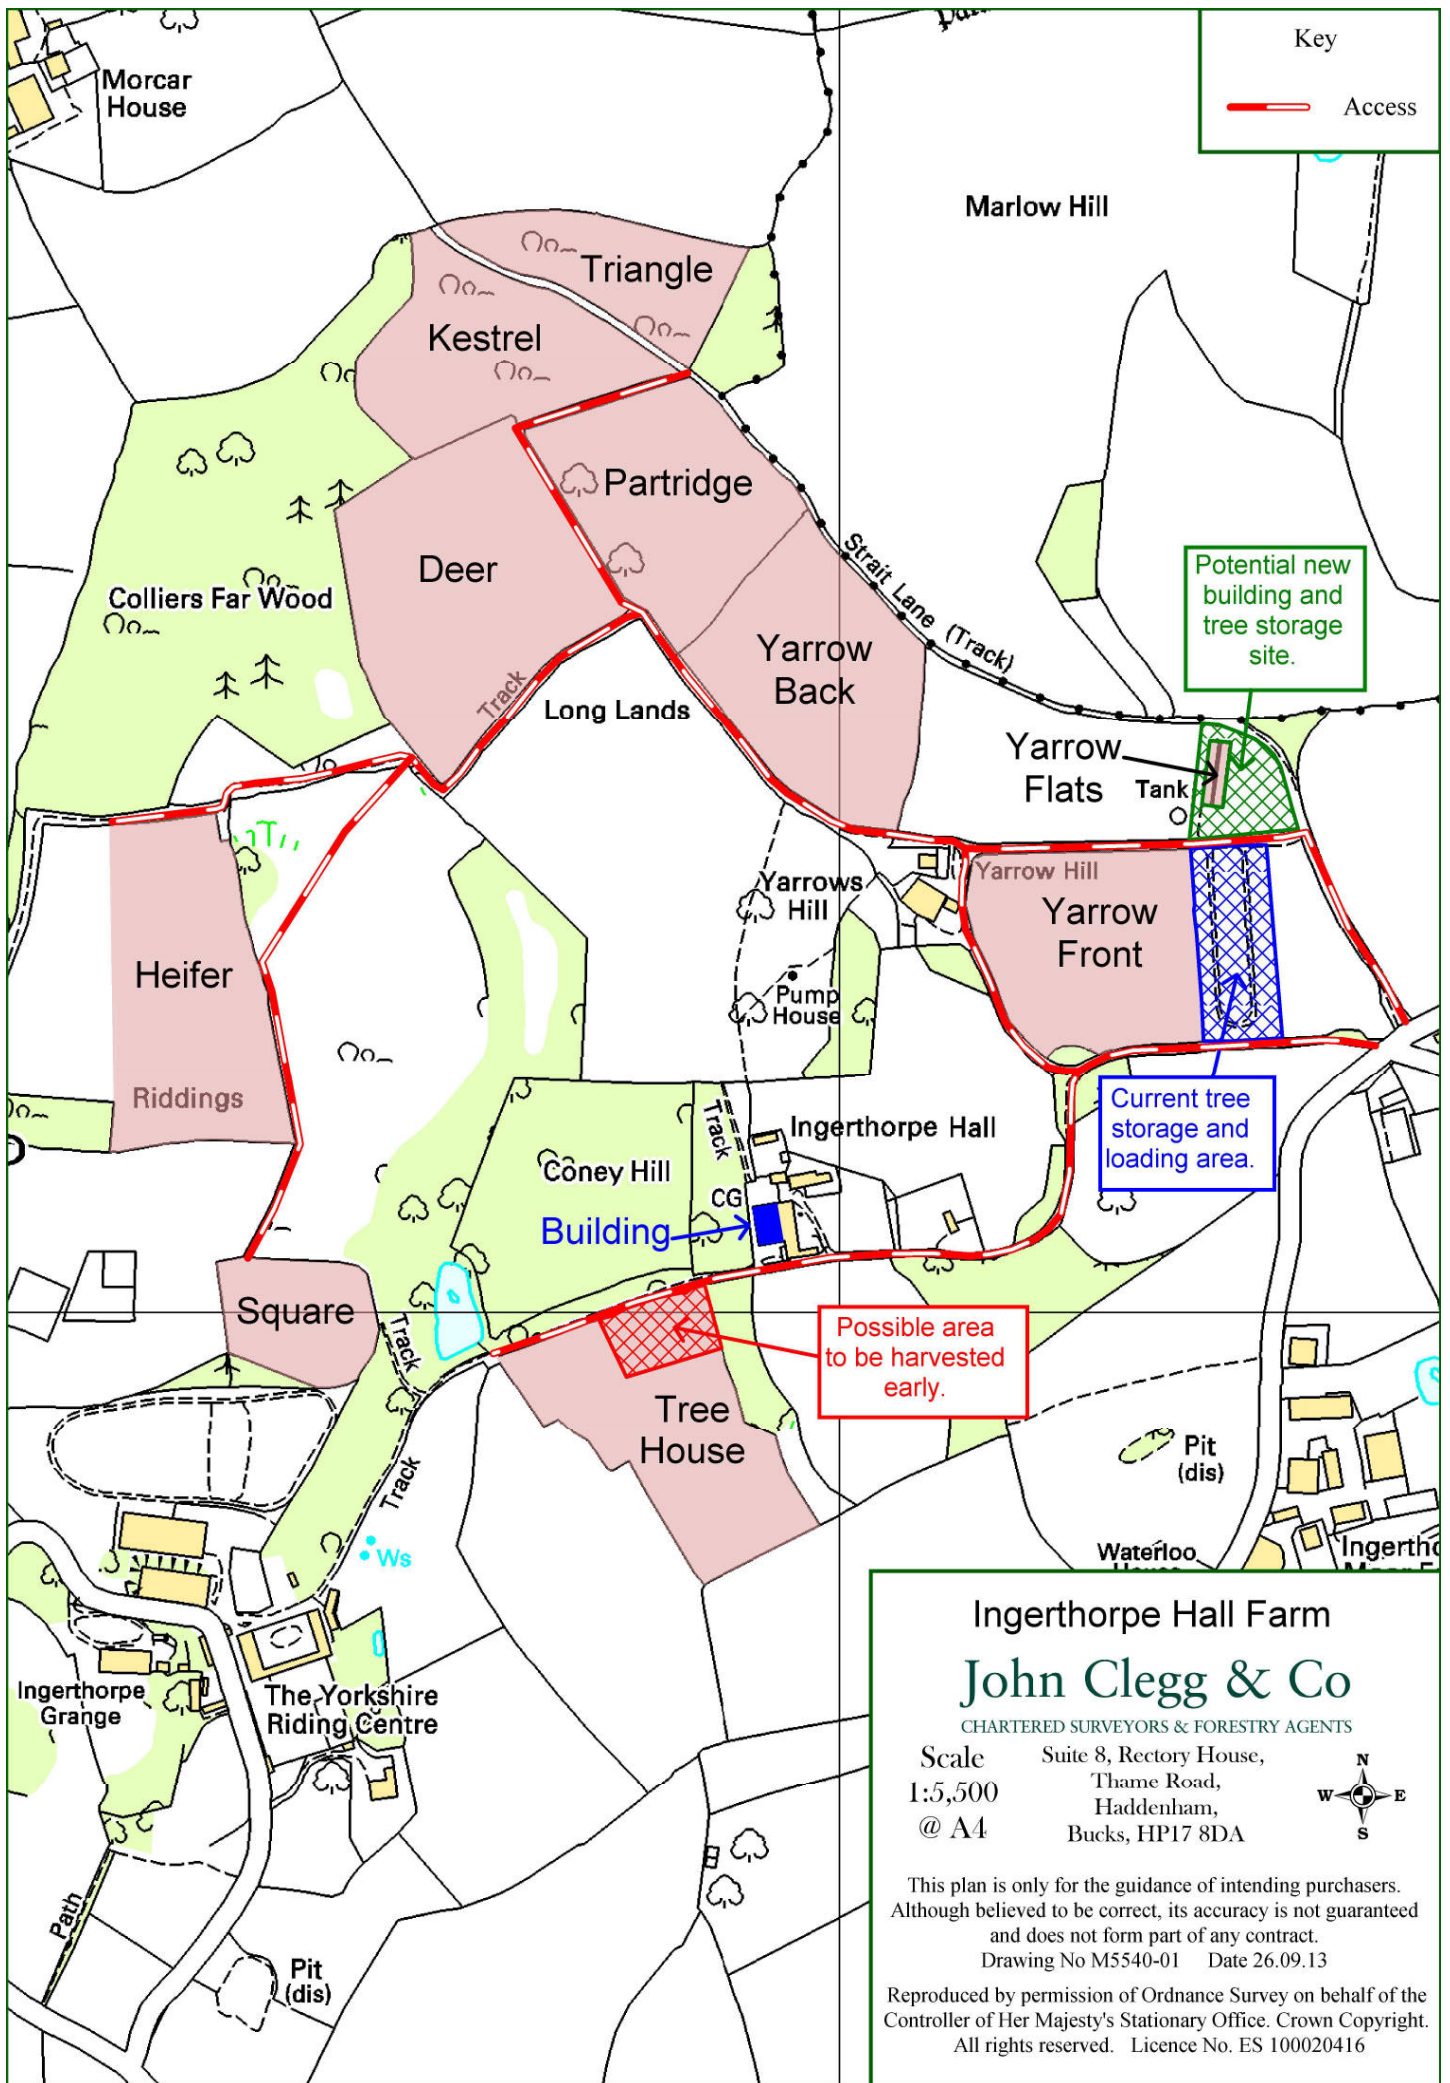 Key
Access
Morcar
House
Marlow Hill
Triangle
Kestrel
Partridge
Deer
Colliers Far Wood
Strait Lane (Track)
Potential new
building and
tree storage
site.
Yarrow
Back
Track
Long Lands
Yarrow
Flats
Tank
Yarrow Hill
Yarrows
Hill
Yarrow
Front
Heifer
Pump
House
Riddings
Current tree
storage and
loading area.
Track
Ingerthorpe Hall
Coney Hill
CG
Building
Square
Track
Possible area
to be harvested
early.
Tree
House
Track
Pit
(dis)
Ws
Waterloo
Ingertho
Ingerthorpe
Grange
The Yorkshire
Riding Centre
Path
Pit
(dis)
Ingerthorpe Hall Farm
John Clegg & Co
CHARTERED SURVEYORS & FORESTRY AGENTS
Scale
1:5,500
@ A4
Suite 8, Rectory House,
Thame Road,
Haddenham,
Bucks, HP17 8DA
N
W E
S
This plan is only for the guidance of intending purchasers.
Although believed to be correct, its accuracy is not guaranteed
and does not form part of any contract.
Drawing No M5540-01 Date 26.09.13
Reproduced by permission of Ordnance Survey on behalf of the
Controller of Her Majesty's Stationary Office. Crown Copyright.
All rights reserved. Licence No. ES 100020416